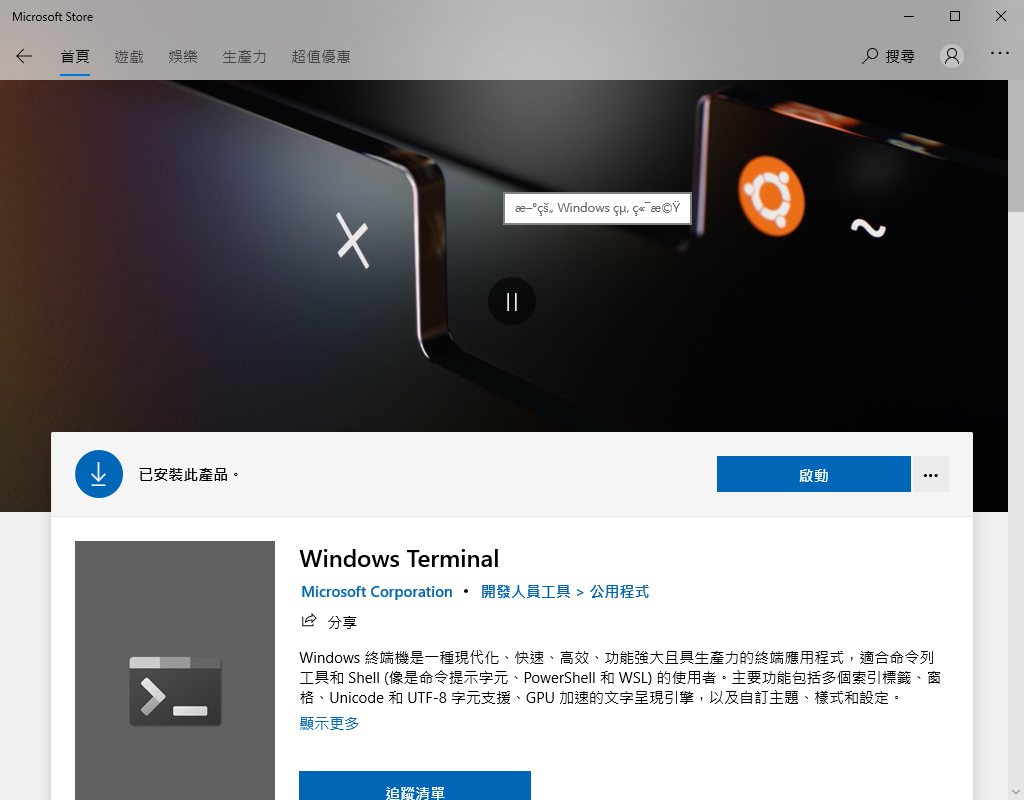 Microsoft Store
首頁 遊戲 娛樂 生產力 超值優惠 搜尋
æ–°çš„ Windows çµ‚ç«¯æ©Ÿ
X
~
已安裝此產品。
啟動
Windows Terminal
Microsoft Corporation • 開發人員工具 > 公用程式
分享
Windows 終端機是一種現代化、快速、高效、功能強大且具生產力的終端應用程式，適合命令列
工具和 Shell (像是命令提示字元、PowerShell 和 WSL) 的使用者。主要功能包括多個索引標籤、窗
格、Unicode 和 UTF-8 字元支援、GPU 加速的文字呈現引擎，以及自訂主題、樣式和設定。
顯示更多
追蹤清單